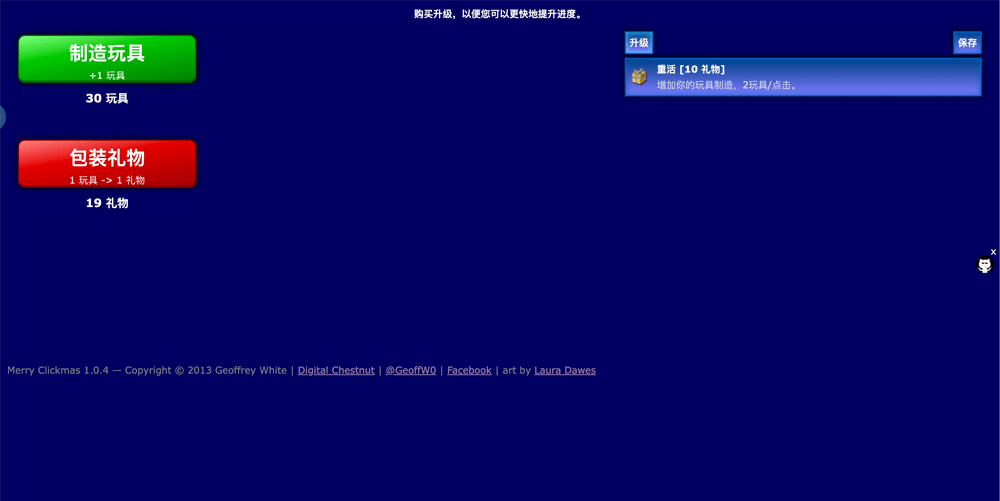 购买升级，以便您可以更快地提升进度。
制造玩具
+1 玩具
30 玩具
包装礼物
1 玩具 -> 1 礼物
19 礼物
升级
保存
重活 [10 礼物]
增加你的玩具制造，2玩具/点击。
x
Merry Clickmas 1.0.4 — Copyright © 2013 Geoffrey White | Digital Chestnut | @GeoffW0 | Facebook | art by Laura Dawes